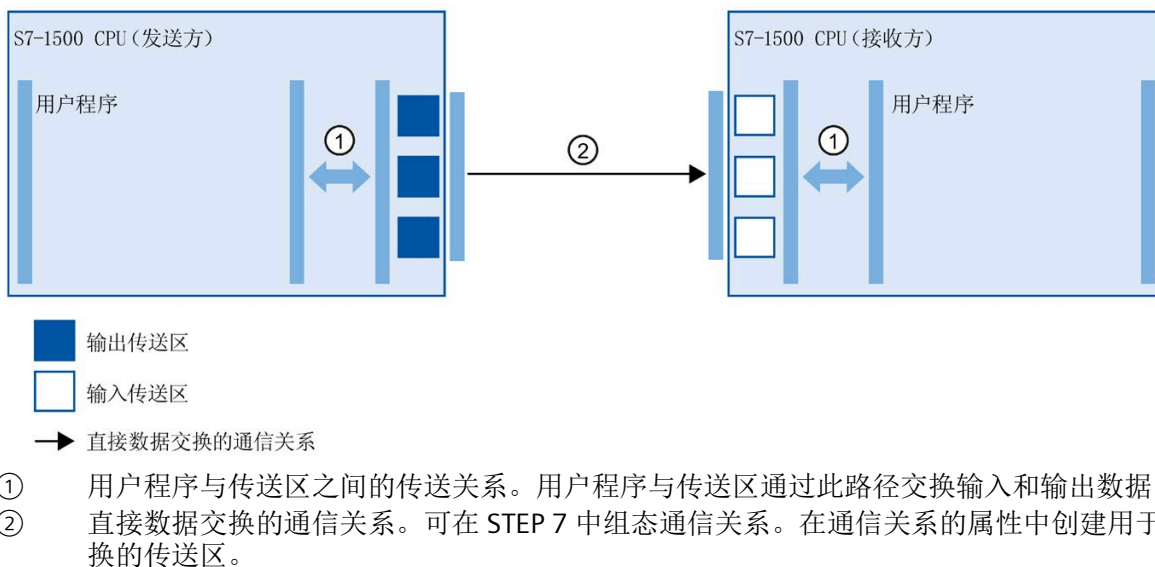 S7-1500 CPU(发送方)
S7-1500 CPU(接收方)
用户程序
用户程序
①
②
①
输出传送区
输入传送区
直接数据交换的通信关系
① 用户程序与传送区之间的传送关系。用户程序与传送区通过此路径交换输入和输出数据
② 直接数据交换的通信关系。可在 STEP 7 中组态通信关系。在通信关系的属性中创建用于
换的传送区。